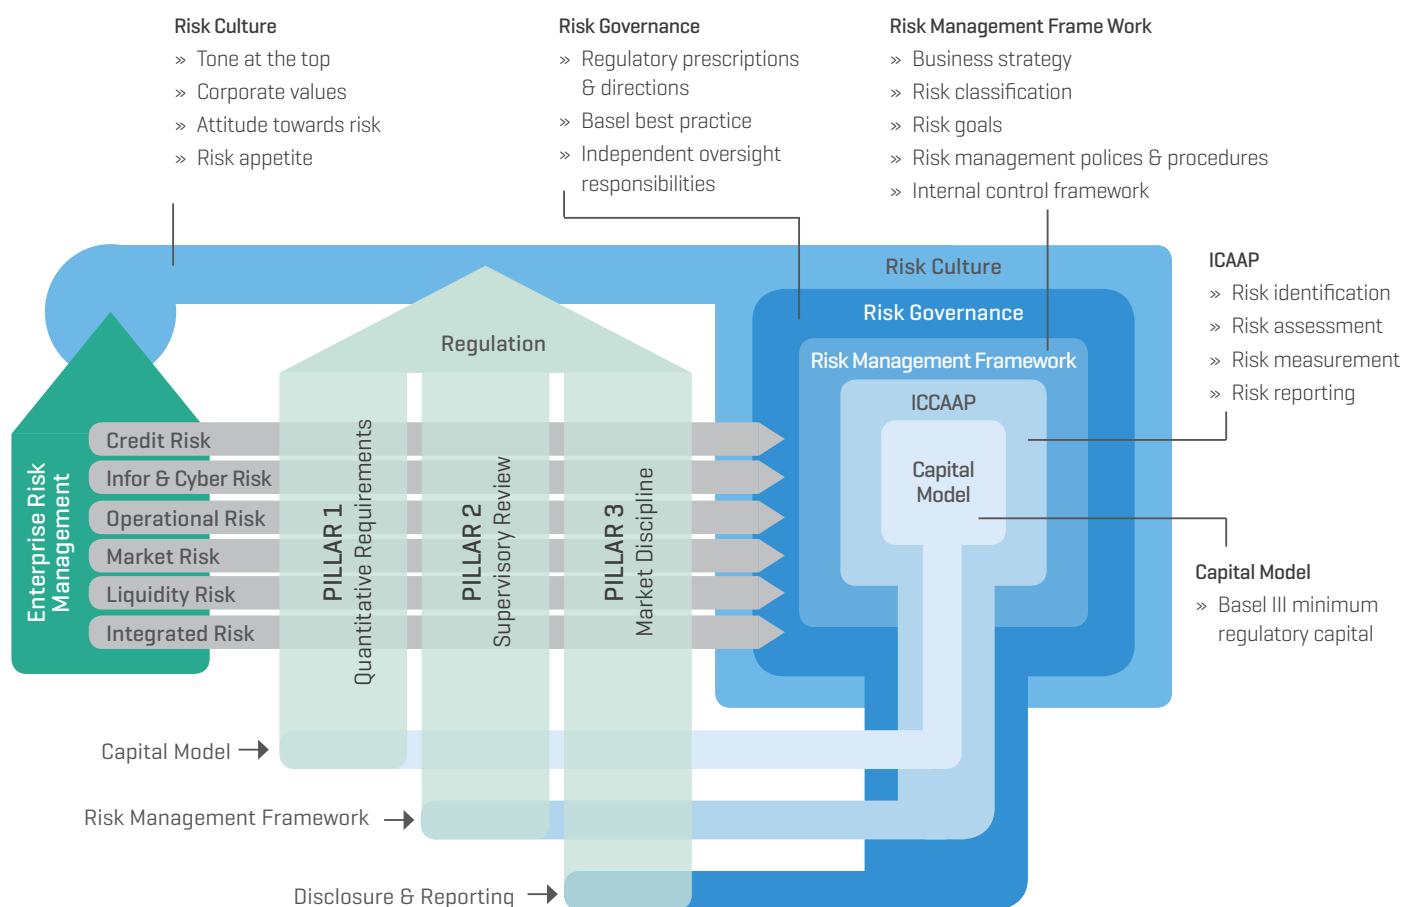 Risk Culture
» Tone at the top
» Corporate values
» Attitude towards risk
» Risk appetite
Risk Governance
» Regulatory prescriptions
& directions
» Basel best practice
» Independent oversight
responsibilities
Risk Management Frame Work
» Business strategy
» Risk classification
» Risk goals
» Risk management polices & procedures
» Internal control framework
ICAAP
» Risk identification
» Risk assessment
» Risk measurement
» Risk reporting
Capital Model
» Basel III minimum
regulatory capital
Risk Culture
Risk Governance
Risk Management Framework
ICCAAP
Capital
Model
Regulation
Enterprise Risk
Management
Credit Risk
Infor & Cyber Risk
Operational Risk
Market Risk
Liquidity Risk
Integrated Risk
PILLAR 1
Quantitative Requirements
PILLAR 2
Supervisory Review
PILLAR 3
Market Discipline
Capital Model
Risk Management Framework
Disclosure & Reporting